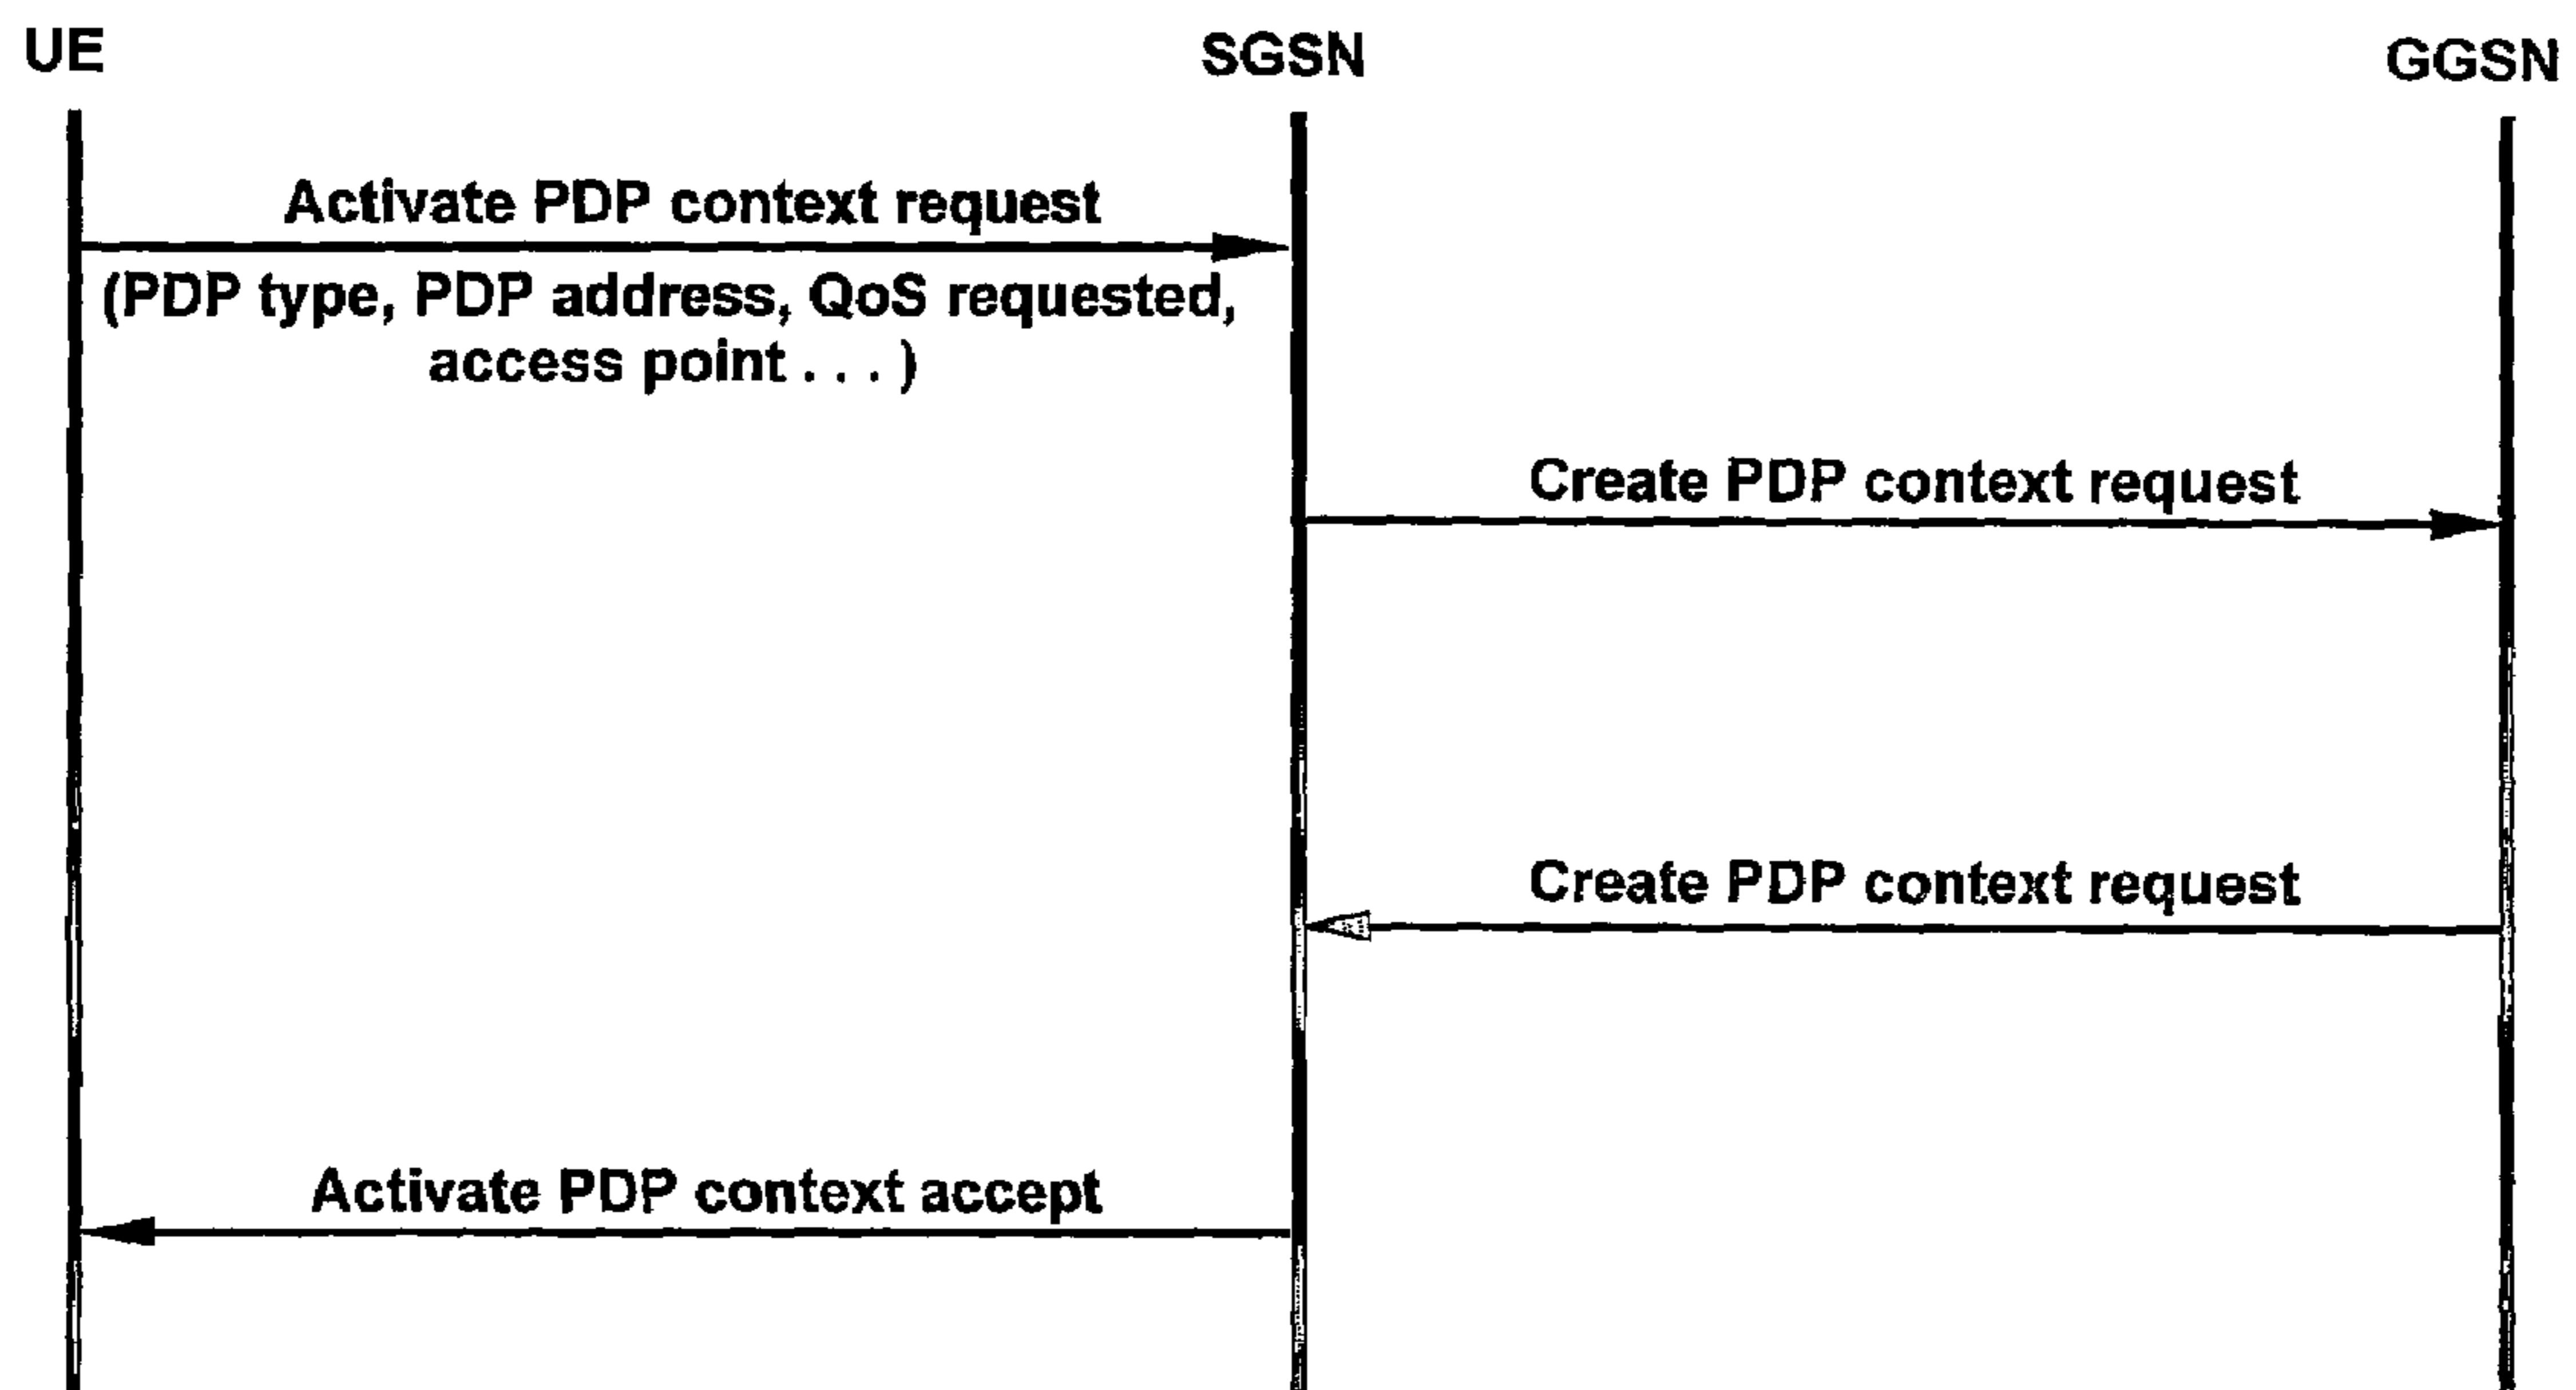 UE
SGSN
GGSN
Activate PDP context request
(PDP type, PDP address, QoS requested,
access point . . . )
Create PDP context request
Create PDP context request
Activate PDP context accept